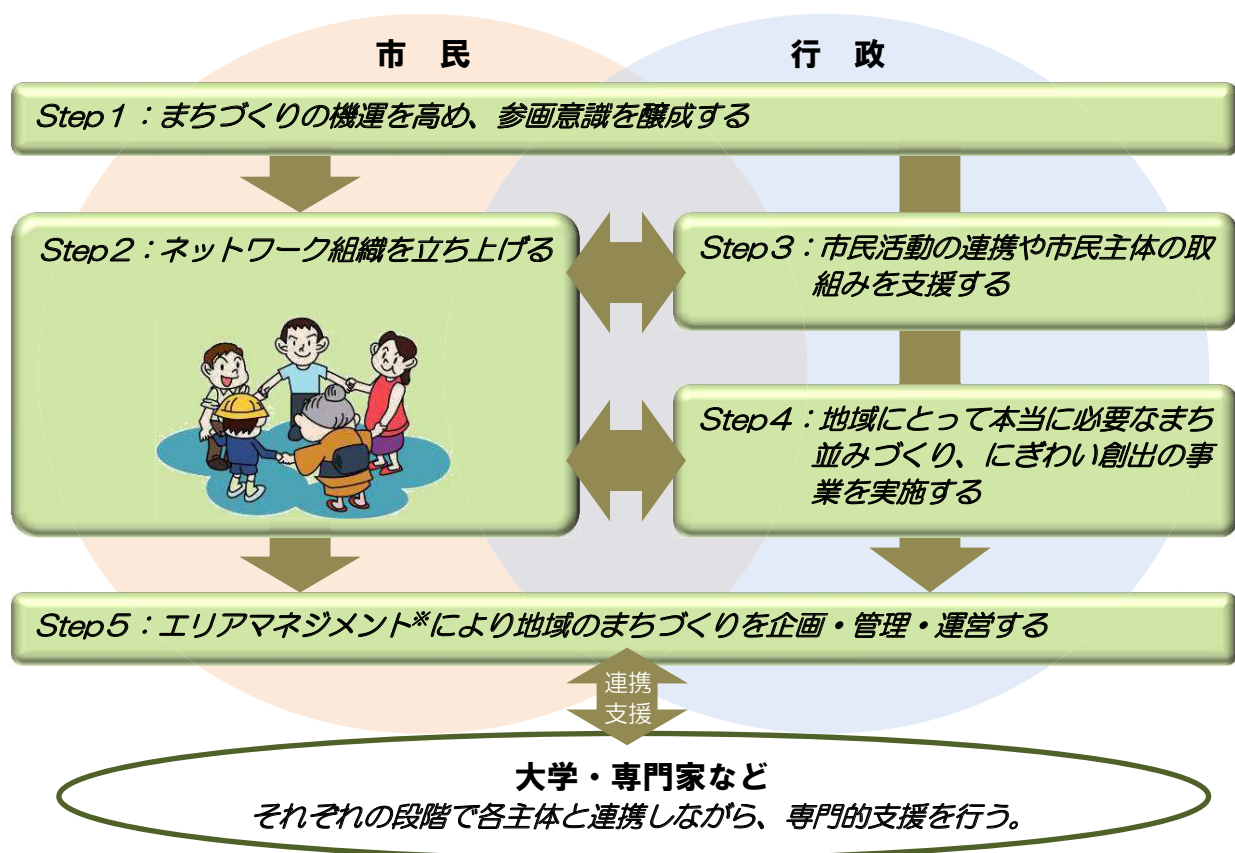 市　民
行　政
Step１：まちづくりの機運を高め、参画意識を醸成する
Step２：ネットワーク組織を立ち上げる
Step３：市民活動の連携や市民主体の取
組みを支援する
Step４：地域にとって本当に必要なまち
並みづくり、にぎわい創出の事
業を実施する
Step５：エリアマネジメント※により地域のまちづくりを企画・管理・運営する
連携
支援
大学・専門家など
それぞれの段階で各主体と連携しながら、専門的支援を行う。